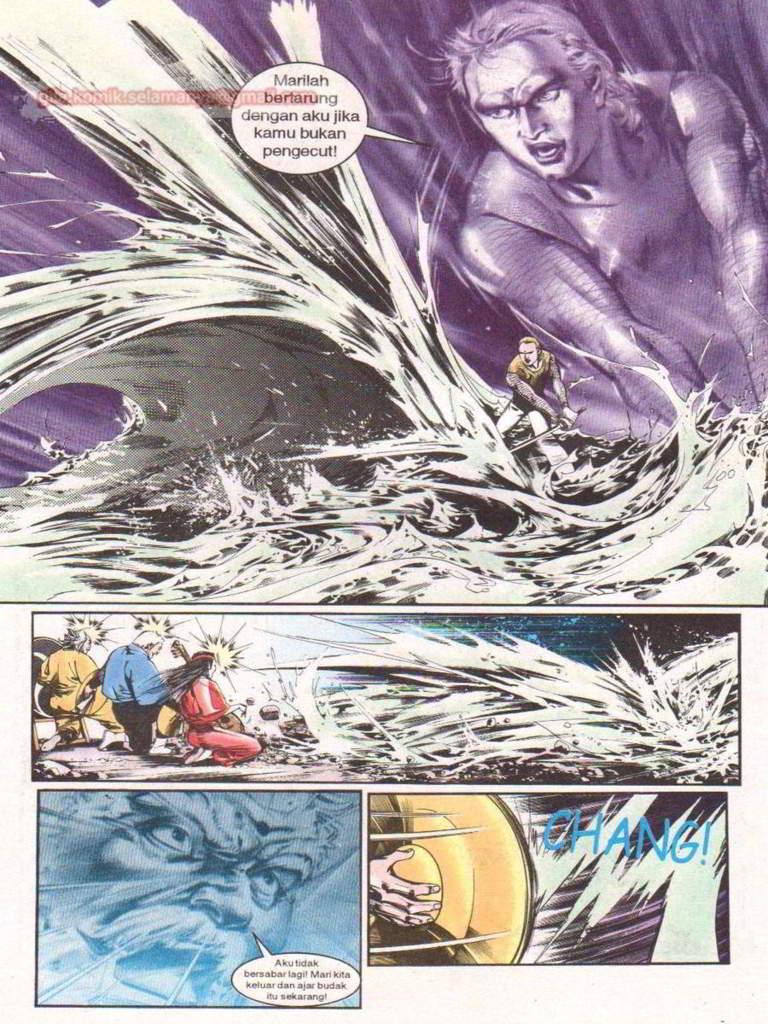 Marilah
bertarung
dengan aku jika
kamu bukan
pengecut!
CHANG!
Aku tidak
bersabar lagi! Mari kita
keluar dan ajar budak
itu sekarang!